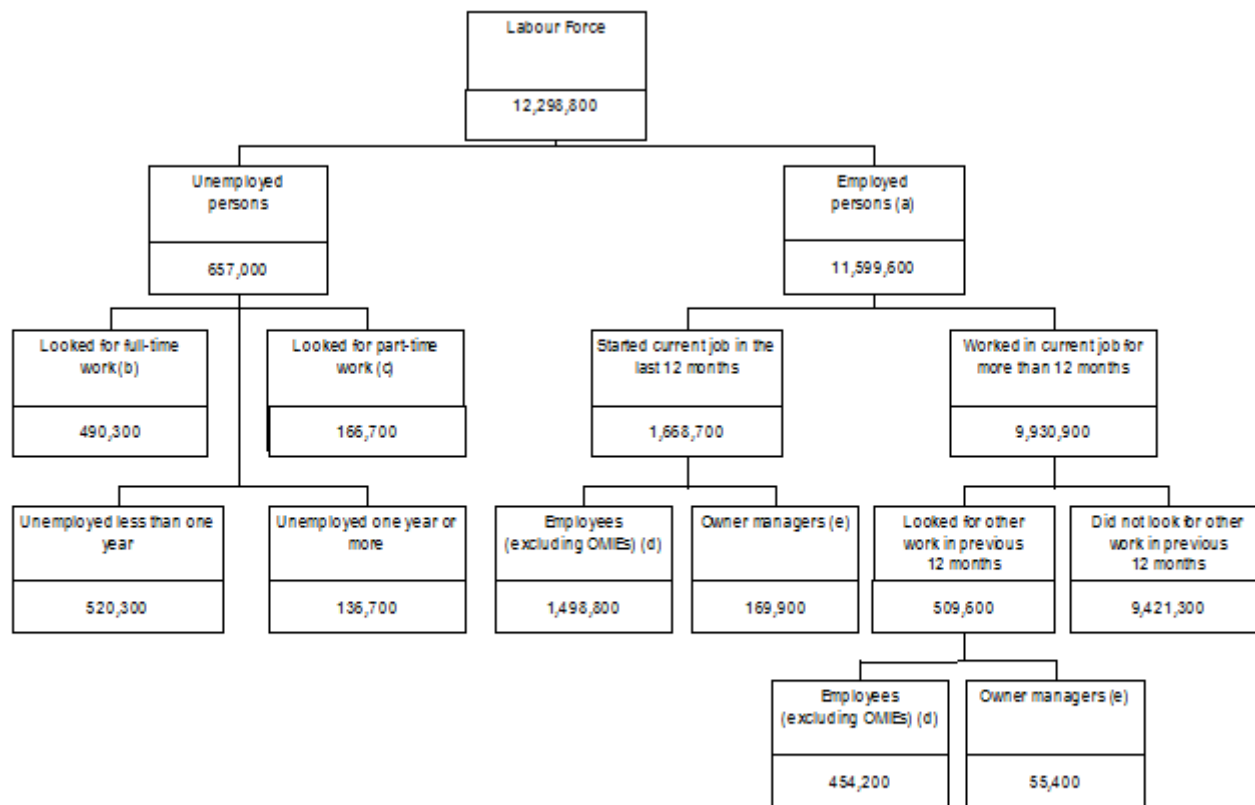 Labour Force
12,298,800
Unemployed
persons
657,000
Employed
persons (a)
11,599,600
Looked for full-time
work (b)
490,300
Looked for part-time
work (c)
166,700
Started current job in the
last 12 months
1,668,700
Worked in current job for
more than 12 months
9,930,900
Unemployed less than one
year
520,300
Unemployed one year or
more
136,700
Employees
(excluding OMIEs) (d)
1,498,800
Owner managers (e)
169,900
Looked for other
work in previous
12 months
509,600
Did not look for other
work in previous
12 months
9,421,300
Employees
(excluding OMIEs) (d)
454,200
Owner managers (e)
55,400